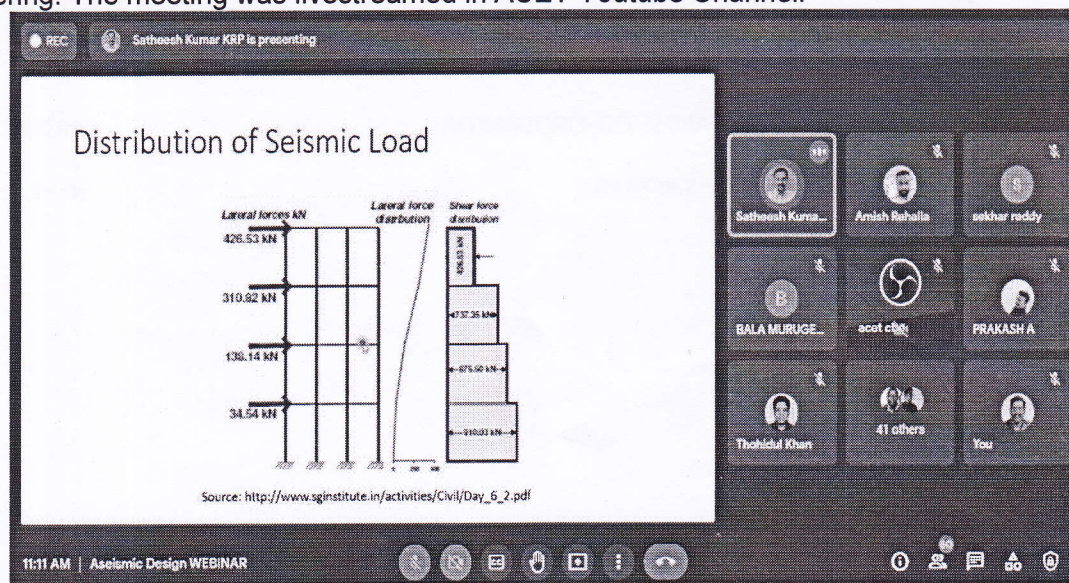 ering. The meeting was livestreamed in ACET Youtube Channel.
REC
Satheesh Kumar KRP is presenting
Distribution of Seismic Load
Lateral forces kN
Lateral force
distribution
Shear force
distribution
426.53 kN
310.82 kN
138.14 kN
34.54 kN
426.53 kN
737.35 kN
875.50 kN
910.03 kN
0
Source: http://www.sginstitute.in/activities/Civil/Day_6_2.pdf
Satheesh Kuma...
Amish Rahalia
S
sekhar reddy
B
BALA MURUGE...
acet
PRAKASH A
Thohidul Khan
41 others
You
11:11 AM | Aseismic Design WEBINAR